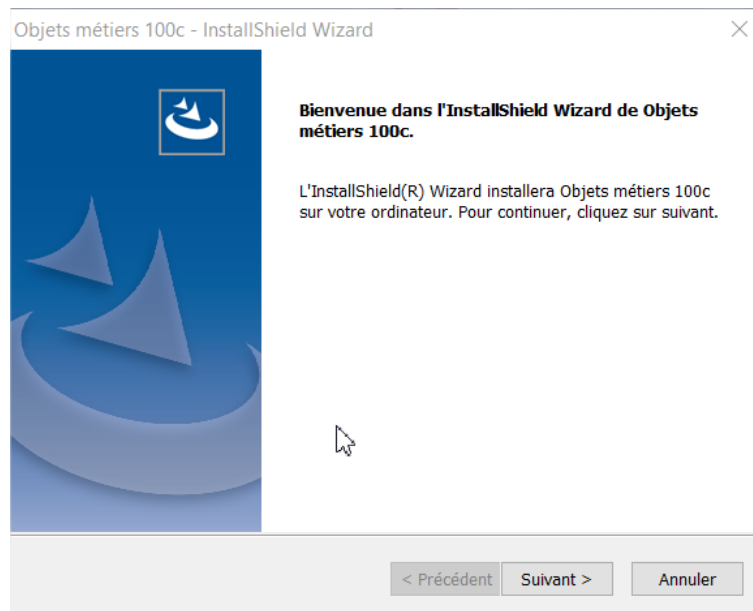 Objets métiers 100c - InstallShield Wizard
Bienvenue dans l'InstallShield Wizard de Objets
métiers 100c.
L'InstallShield(R) Wizard installera Objets métiers 100c
sur votre ordinateur. Pour continuer, cliquez sur suivant.
< Précédent Suivant > Annuler